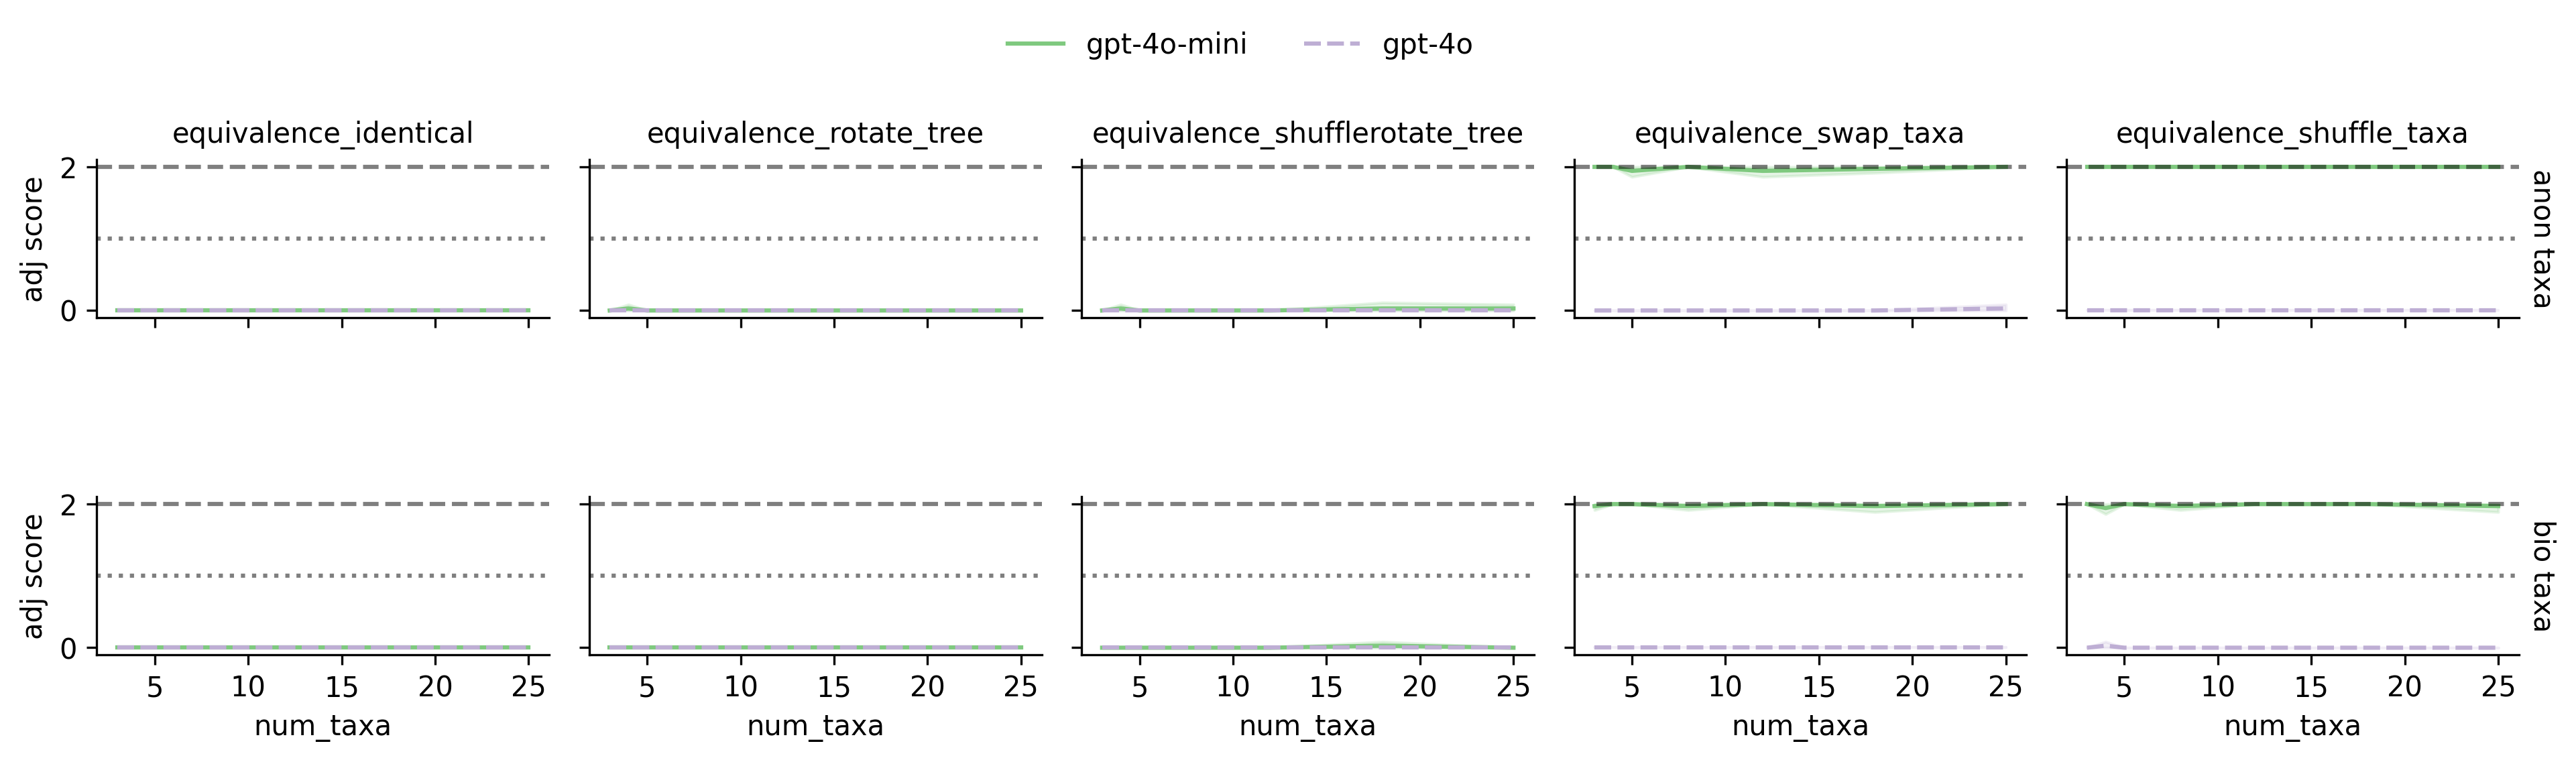 gpt-4o-mini gpt-4o
equivalence_identical equivalence_rotate_tree equivalence_shufflerotate_tree equivalence_swap_taxa equivalence_shuffle_taxa
adj score
2
0
5 10 15 20 25 5 10 15 20 25 5 10 15 20 25 5 10 15 20 25 5 10 15 20 25
num_taxa num_taxa num_taxa num_taxa num_taxa
anon taxa
adj score
2
0
bio taxa